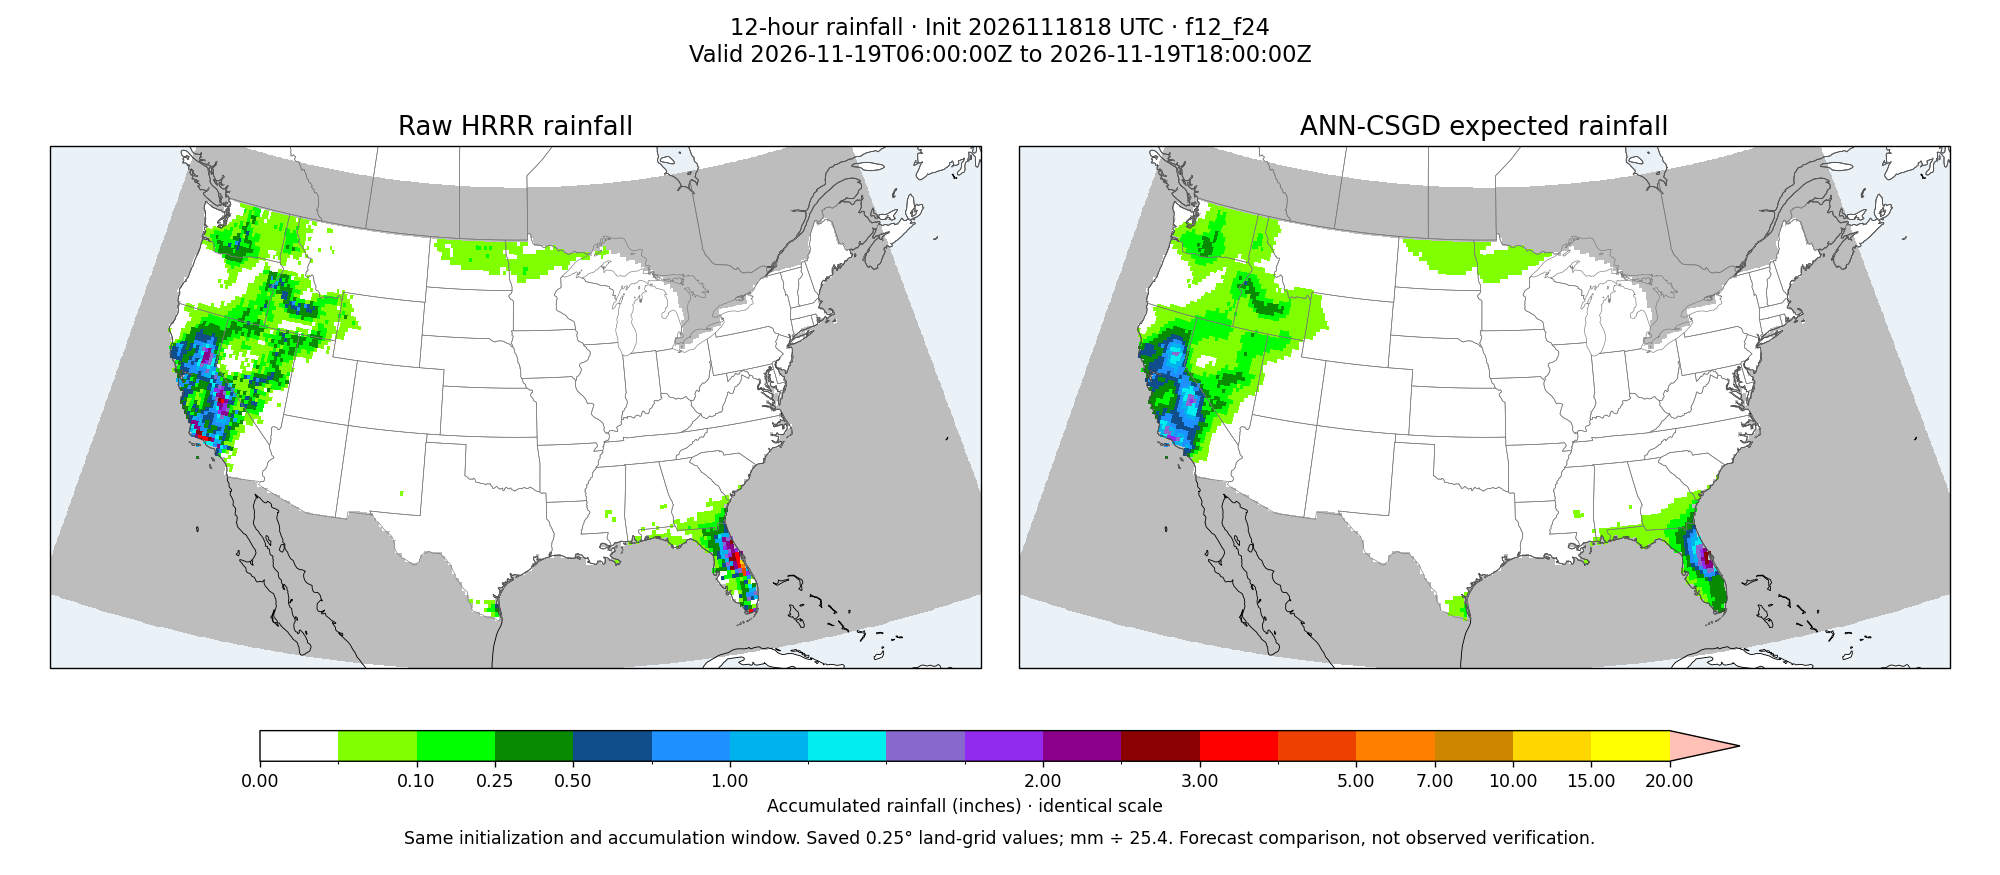 12-hour rainfall · Init 2026111818 UTC · f12_f24
Valid 2026-11-19T06:00:00Z to 2026-11-19T18:00:00Z
Raw HRRR rainfall
ANN-CSGD expected rainfall
0.00 0.10 0.25 0.50 1.00 2.00 3.00 5.00 7.00 10.00 15.00 20.00
Accumulated rainfall (inches) · identical scale
Same initialization and accumulation window. Saved 0.25° land-grid values; mm ÷ 25.4. Forecast comparison, not observed verification.